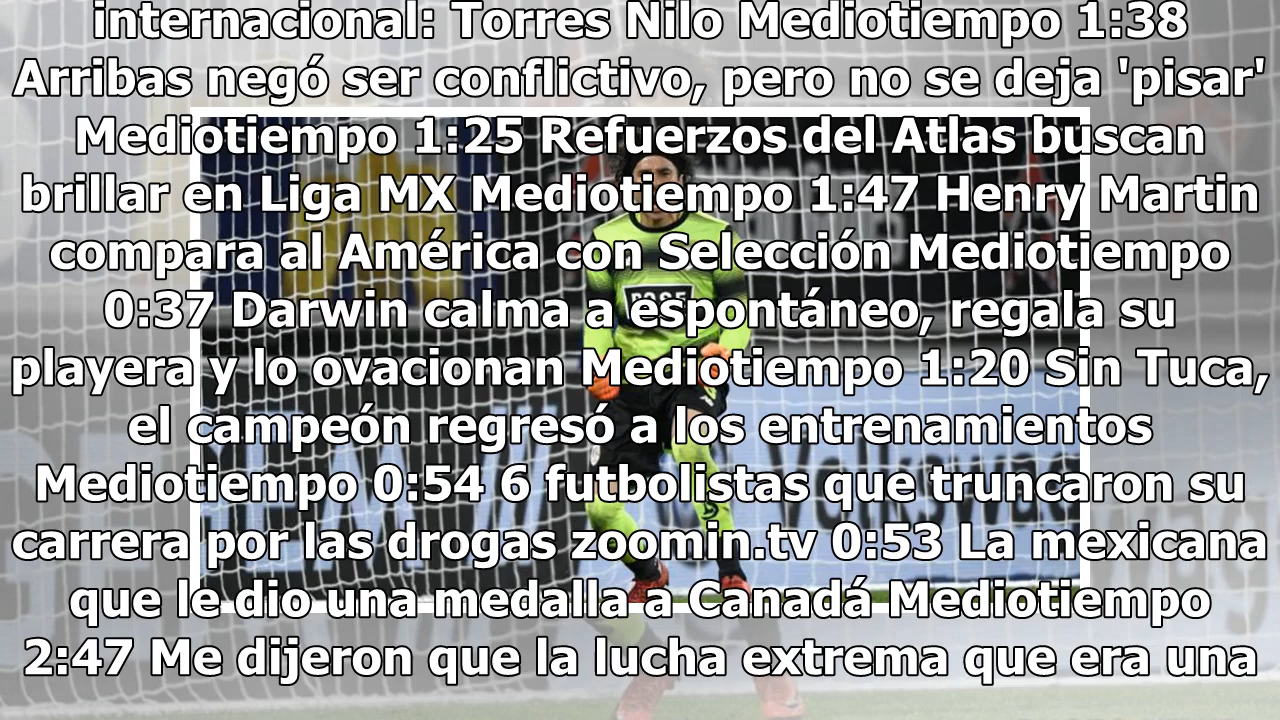 internacional: Torres Nilo Mediotiempo 1:38
Arribas negó ser conflictivo, pero no se deja 'pisar'
Mediotiempo 1:25 Refuerzos del Atlas buscan
brillar en Liga MX Mediotiempo 1:47 Henry Martin
compara al América con Selección Mediotiempo
0:37 Darwin calma a espontáneo, regala su
playera y lo ovacionan Mediotiempo 1:20 Sin Tuca,
el campeón regresó a los entrenamientos
Mediotiempo 0:54 6 futbolistas que truncaron su
carrera por las drogas zoomin.tv 0:53 La mexicana
que le dio una medalla a Canadá Mediotiempo
2:47 Me dijeron que la lucha extrema que era una
Volkswagen